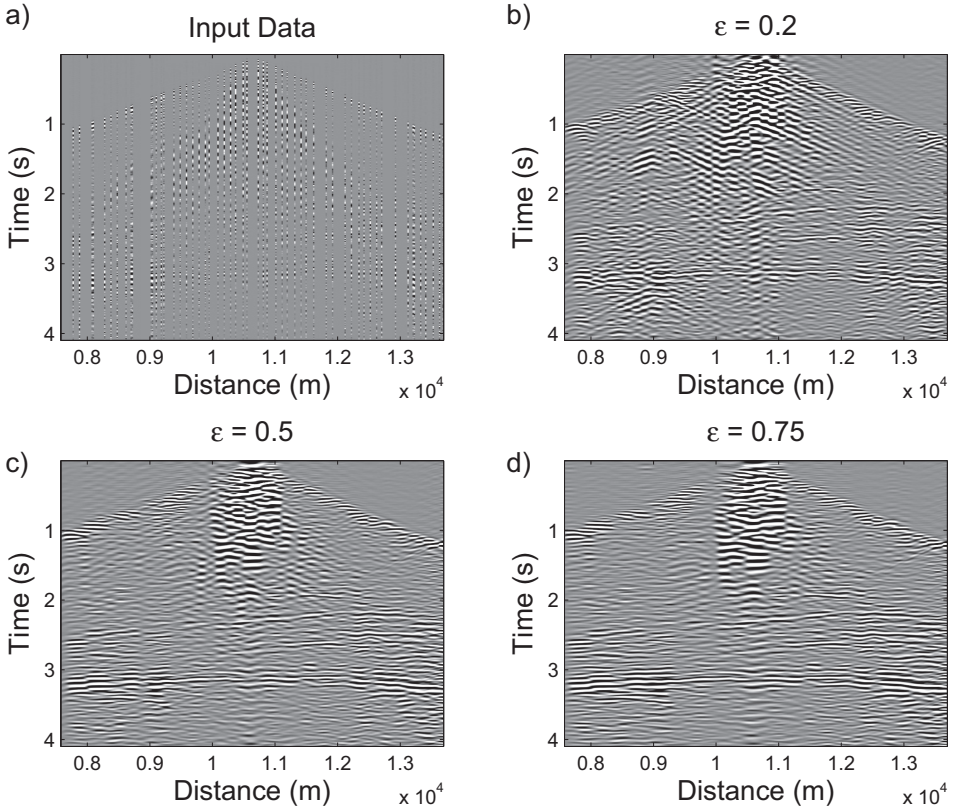 a)
Input Data
Time (s)
1
2
3
4
0.8 0.9 1 1.1 1.2 1.3
Distance (m)
x 10^4
b)
ε = 0.2
Time (s)
1
2
3
4
0.8 0.9 1 1.1 1.2 1.3
Distance (m)
x 10^4
c)
ε = 0.5
Time (s)
1
2
3
4
0.8 0.9 1 1.1 1.2 1.3
Distance (m)
x 10^4
d)
ε = 0.75
Time (s)
1
2
3
4
0.8 0.9 1 1.1 1.2 1.3
Distance (m)
x 10^4